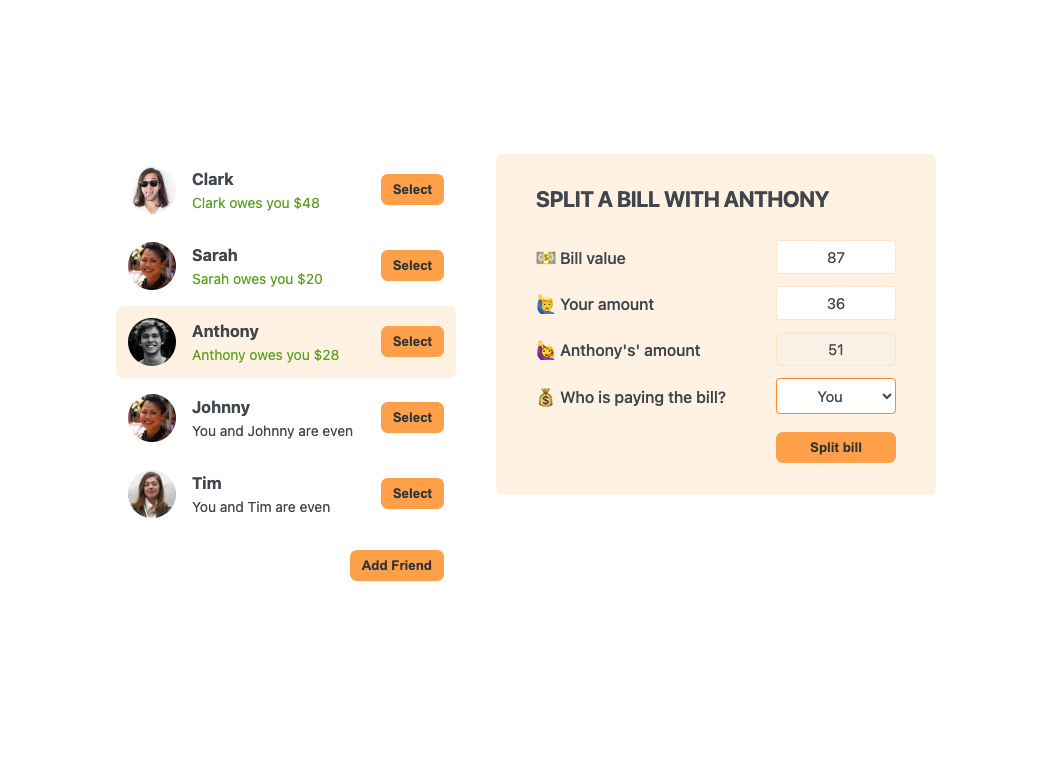 Clark
Clark owes you $48
Select
Sarah
Sarah owes you $20
Select
Anthony
Anthony owes you $28
Select
Johnny
You and Johnny are even
Select
Tim
You and Tim are even
Select
Add Friend
SPLIT A BILL WITH ANTHONY
💵 Bill value 87
🙋‍♂️ Your amount 36
🙋‍♀️ Anthony's' amount 51
💰 Who is paying the bill? You
Split bill